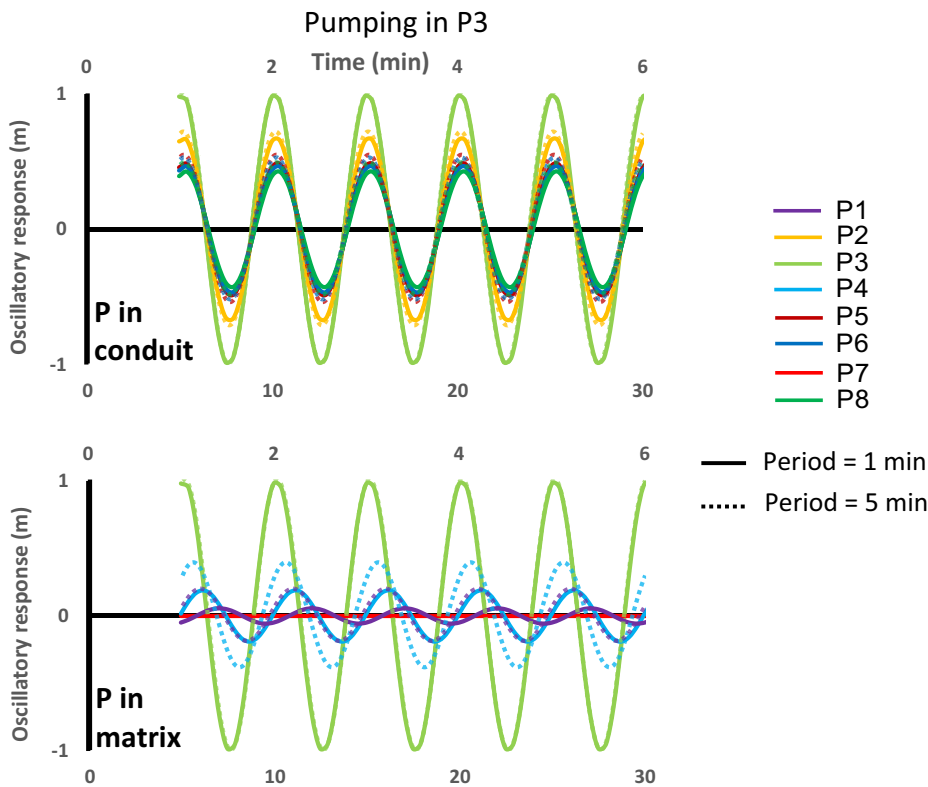 Pumping in P3
Time (min)
0 2 4 6
Oscillatory response (m)
1
0
-1
P in
conduit
0 10 20 30
P1
P2
P3
P4
P5
P6
P7
P8
Period = 1 min
Period = 5 min
0 2 4 6
Oscillatory response (m)
1
0
-1
P in
matrix
0 10 20 30